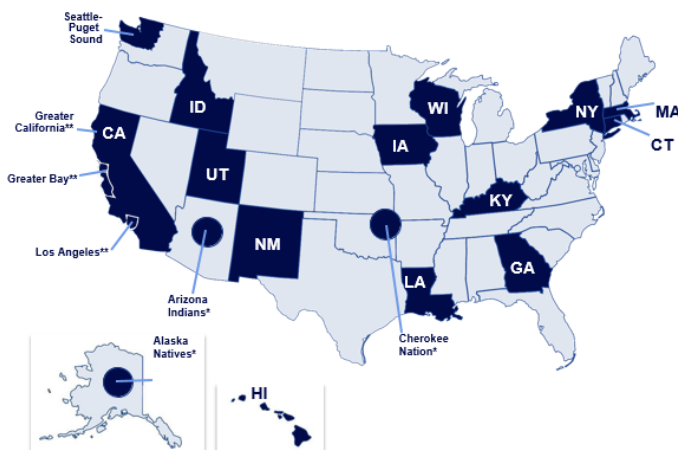 Seattle-
Puget
Sound
WI
NY
MA
ID
Greater
California**
CA
IA
CT
UT
Greater Bay**
KY
NM
GA
Los Angeles**
LA
Arizona
Indians*
Cherokee
Nation*
Alaska
Natives*
HI